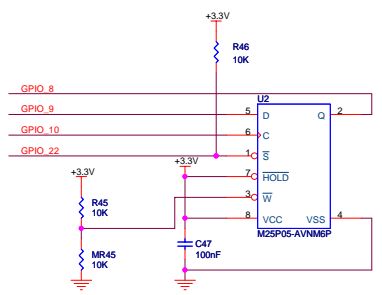 +3.3V
R46
10K
GPIO_8
U2
GPIO_9
5 D Q 2
GPIO_10
6 C
GPIO_22
1 S
+3.3V
+3.3V
7 HOLD
3 W
R45
10K
8 VCC VSS 4
M25P05-AVNM6P
C47
100nF
MR45
10K